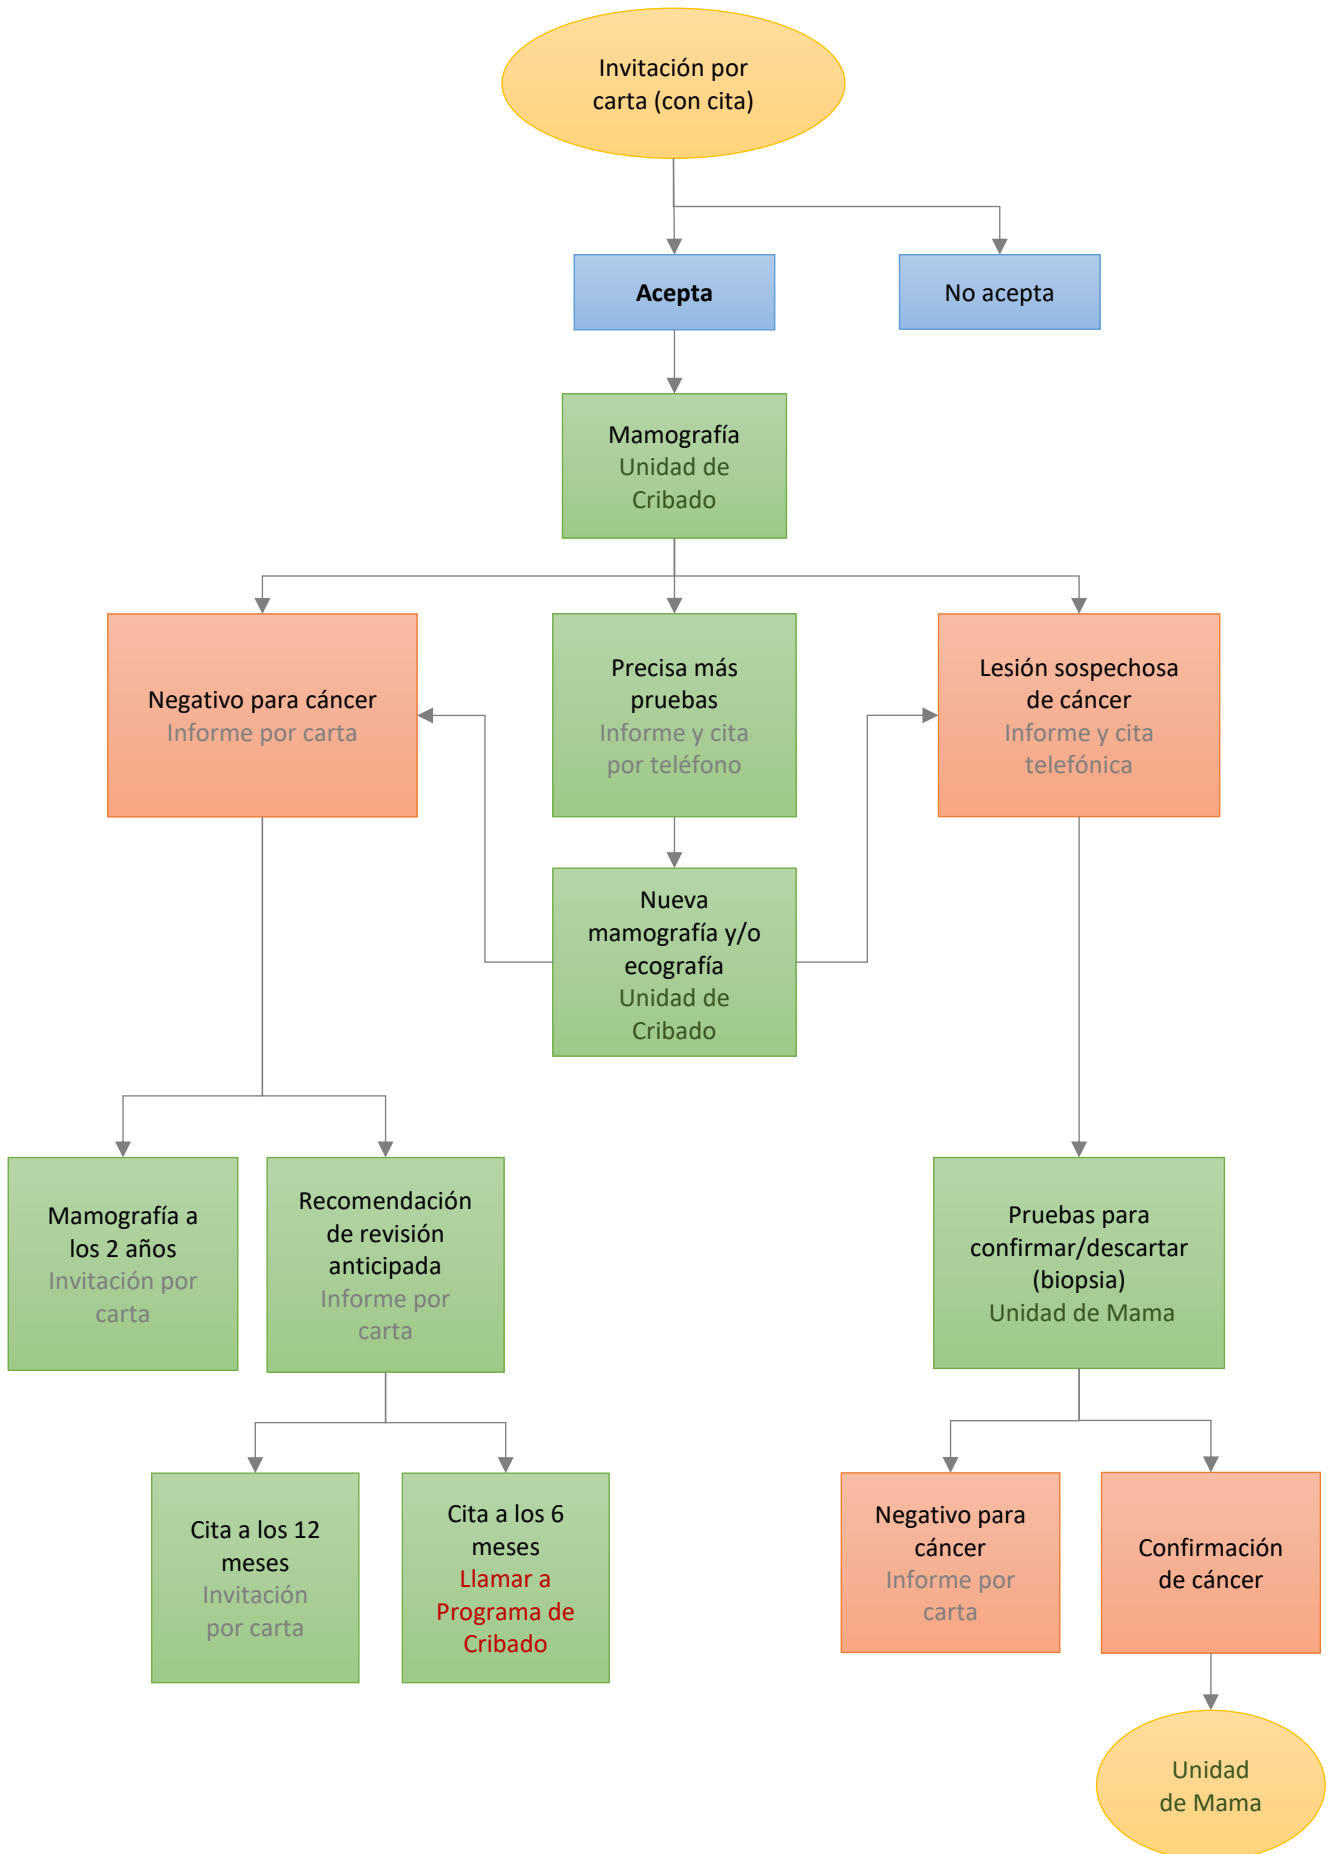 Invitación por
carta (con cita)
Acepta
No acepta
Mamografía
Unidad de
Cribado
Negativo para cáncer
Informe por carta
Precisa más
pruebas
Informe y cita
por teléfono
Lesión sospechosa
de cáncer
Informe y cita
telefónica
Nueva
mamografía y/o
ecografía
Unidad de
Cribado
Mamografía a
los 2 años
Invitación por
carta
Recomendación
de revisión
anticipada
Informe por
carta
Pruebas para
confirmar/descartar
(biopsia)
Unidad de Mama
Cita a los 12
meses
Invitación
por carta
Cita a los 6
meses
Llamar a
Programa de
Cribado
Negativo para
cáncer
Informe por
carta
Confirmación
de cáncer
Unidad
de Mama